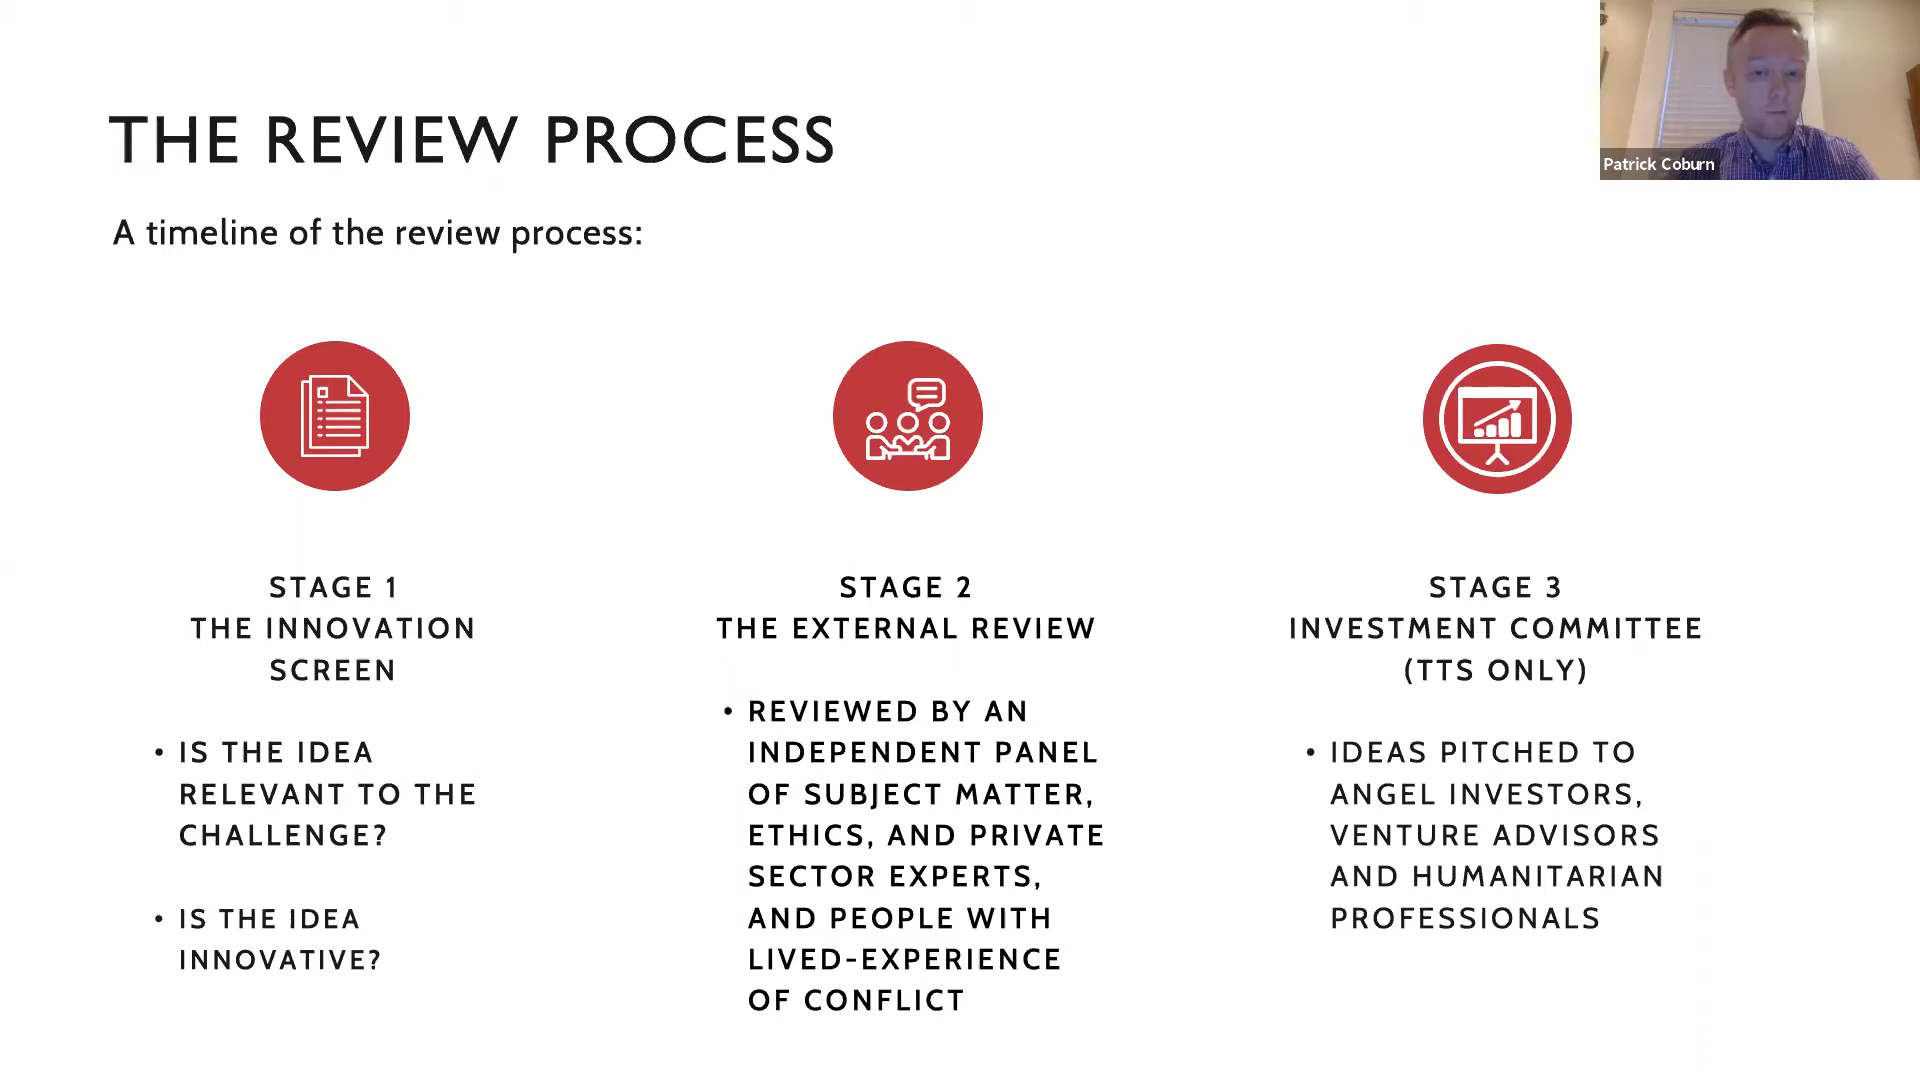 THE REVIEW PROCESS
Patrick Coburn
A timeline of the review process:
STAGE 1
THE INNOVATION
SCREEN
• IS THE IDEA
RELEVANT TO THE
CHALLENGE?
• IS THE IDEA
INNOVATIVE?
STAGE 2
THE EXTERNAL REVIEW
• REVIEWED BY AN
INDEPENDENT PANEL
OF SUBJECT MATTER,
ETHICS, AND PRIVATE
SECTOR EXPERTS,
AND PEOPLE WITH
LIVED-EXPERIENCE
OF CONFLICT
STAGE 3
INVESTMENT COMMITTEE
(TTS ONLY)
• IDEAS PITCHED TO
ANGEL INVESTORS,
VENTURE ADVISORS
AND HUMANITARIAN
PROFESSIONALS